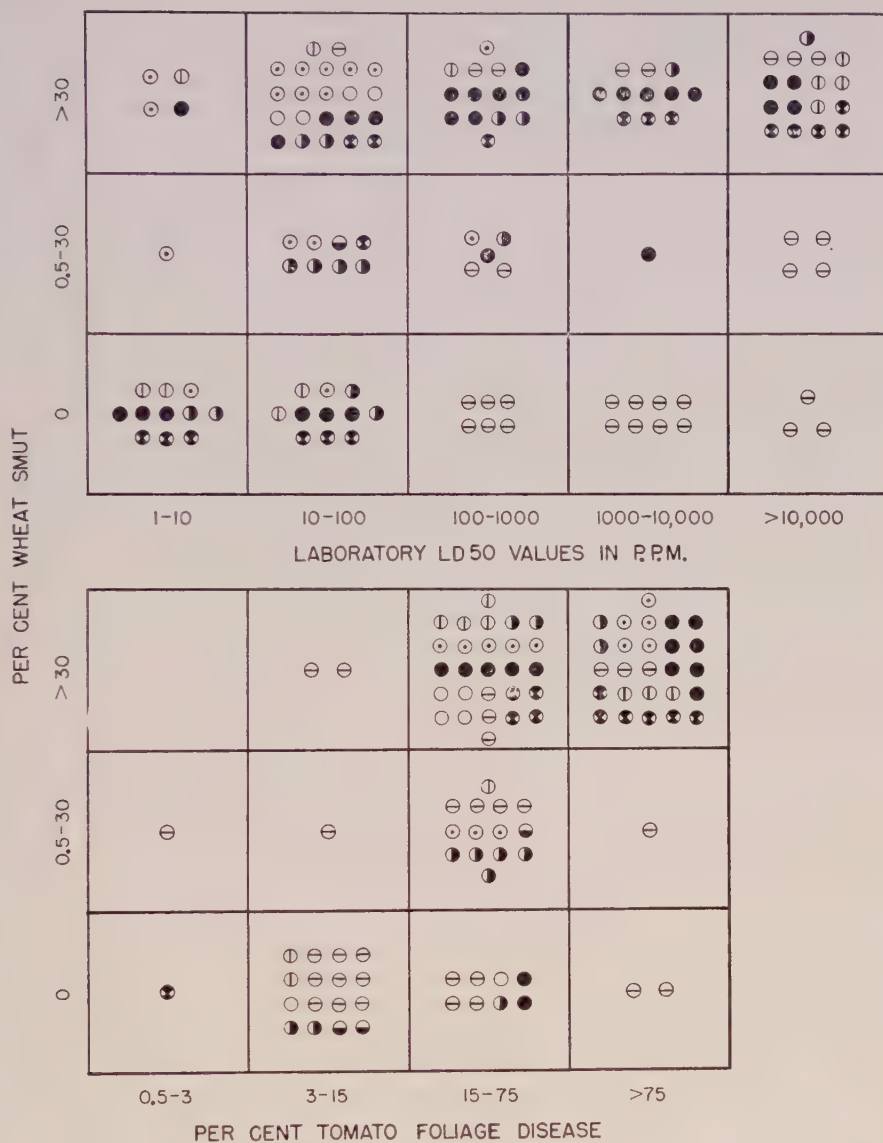 > 30
0.5-30
0
1-10 10-100 100-1000 1000-10,000 >10,000
LABORATORY LD50 VALUES IN P.P.M.
PER CENT WHEAT SMUT
> 30
0.5-30
0
0.5-3 3-15 15-75 >75
PER CENT TOMATO FOLIAGE DISEASE